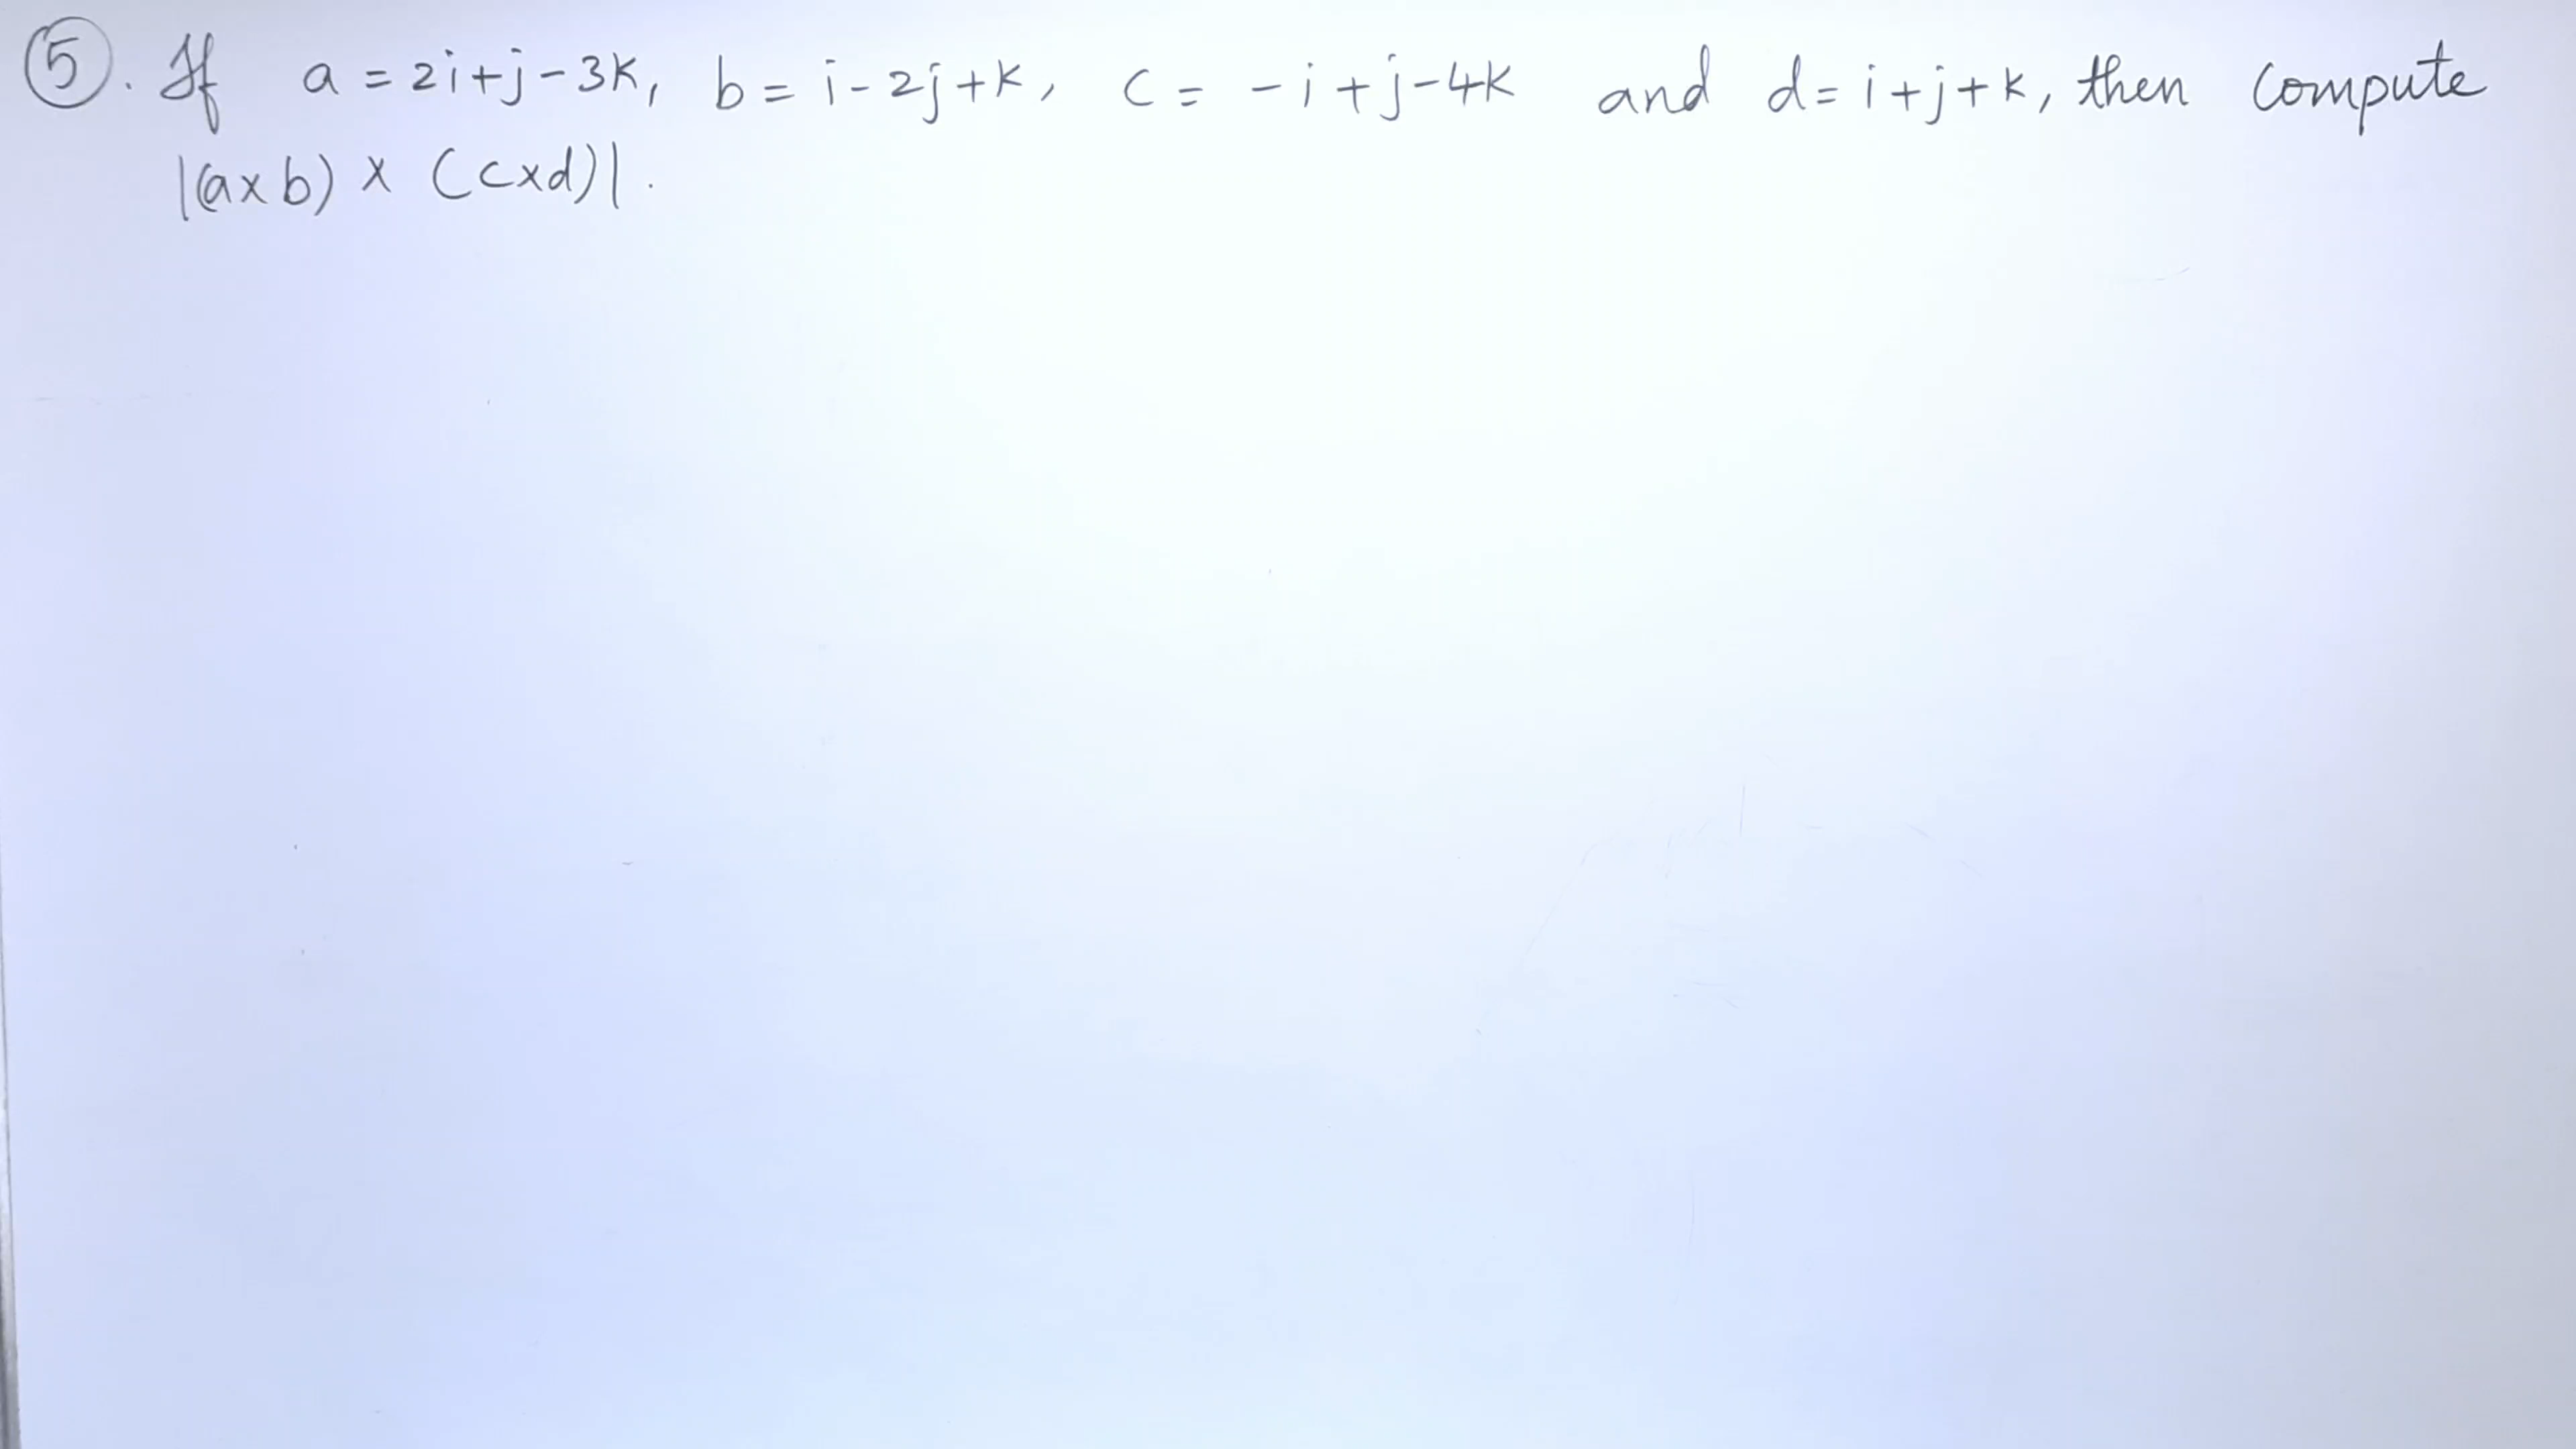 ⑤. If a = 2i+j-3k, b = i-2j+k, c = -i+j-4k and d = i+j+k, then compute
|(a×b) × (c×d)|.